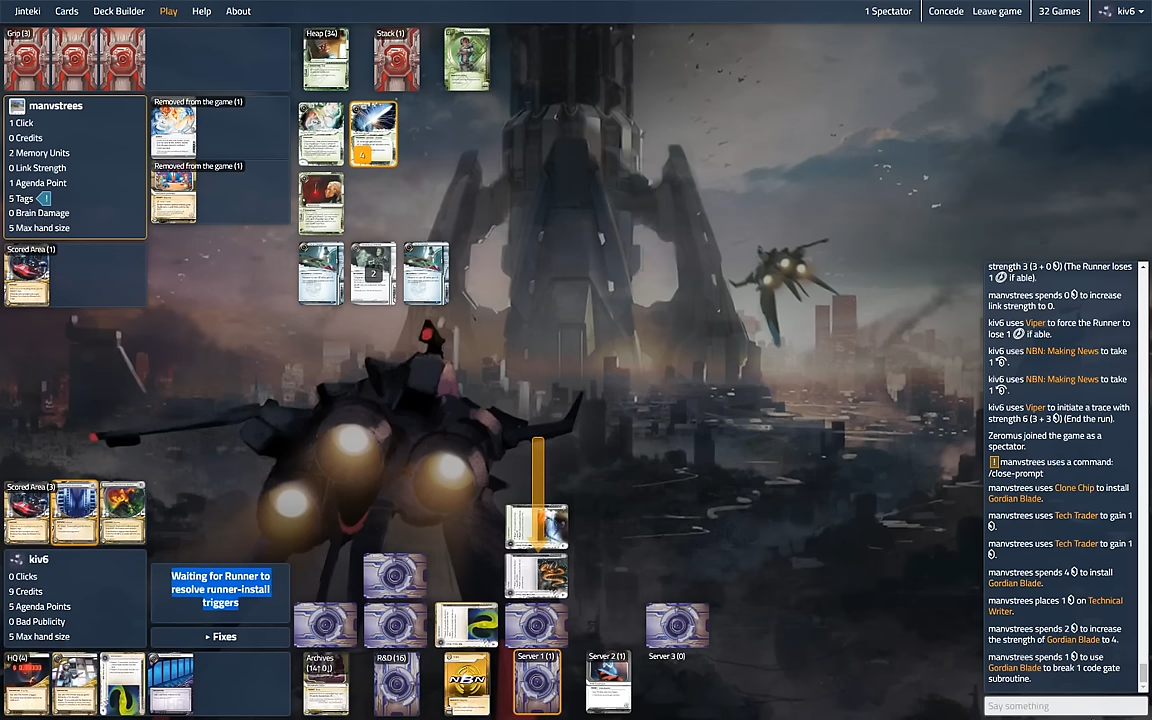 Jinteki Cards Deck Builder Play Help About
1 Spectator Concede Leave game 32 Games kiv6
Grip (3)
Heap (34)
Stack (1)
manvstrees
1 Click
0 Credits
2 Memory Units
0 Link Strength
1 Agenda Point
5 Tags !
0 Brain Damage
5 Max hand size
Removed from the game (1)
Removed from the game (1)
4
2
Scored Area (1)
Scored Area (3)
kiv6
0 Clicks
9 Credits
5 Agenda Points
0 Bad Publicity
5 Max hand size
Waiting for Runner to
resolve runner-install
triggers
Fixes
HQ (4)
Archives
R&D (16)
NBN
Server 1 (1)
Server 2 (1)
Server 3 (0)
strength 3 (3 + 0) (The Runner loses
1 if able).
manvstrees spends 0 to increase
link strength to 0.
kiv6 uses Viper to force the Runner to
lose 1 if able.
kiv6 uses NBN: Making News to take
1.
kiv6 uses NBN: Making News to take
1.
kiv6 uses Viper to initiate a trace with
strength 6 (3 + 3) (End the run).
Zeromus joined the game as a
spectator.
! manvstrees uses a command:
/close-prompt
manvstrees uses Clone Chip to install
Gordian Blade.
manvstrees uses Tech Trader to gain 1
.
manvstrees uses Tech Trader to gain 1
.
manvstrees spends 4 to install
Gordian Blade.
manvstrees places 1 on Technical
Writer.
manvstrees spends 2 to increase
the strength of Gordian Blade to 4.
manvstrees spends 1 to use
Gordian Blade to break 1 code gate
subroutine.
Say something